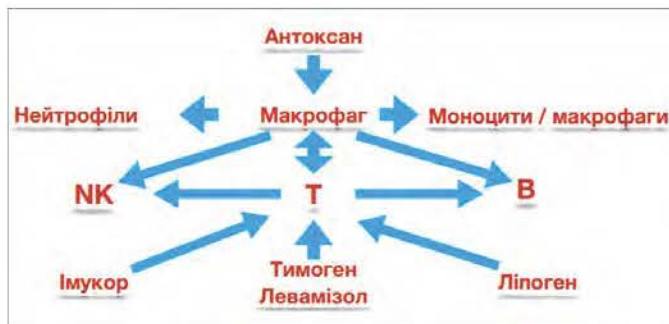 Антоксан
Нейтрофіли
Макрофаг
Моноцити / макрофаги
NK
T
B
Імукор
Тимоген
Левамізол
Ліпоген